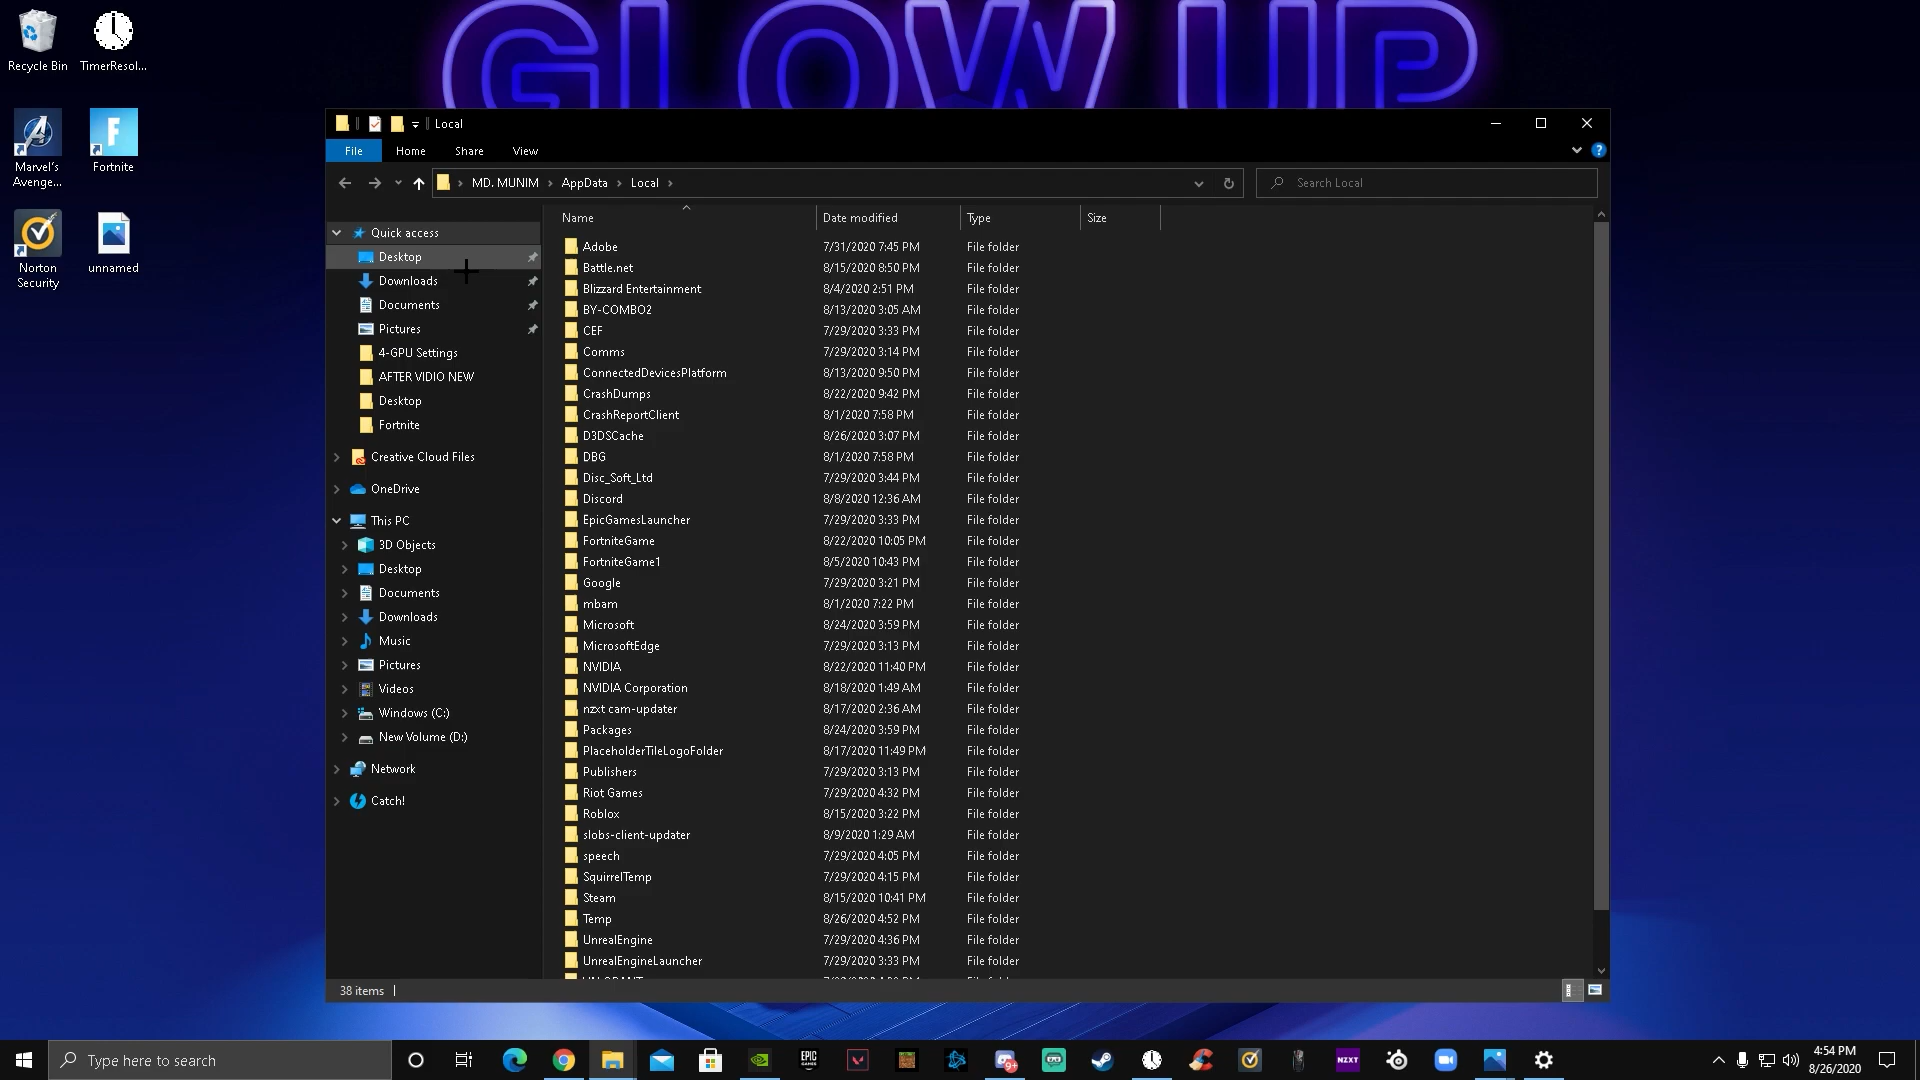 GLOW UP
Recycle Bin
TimerResol...
Marvel's
Avenge...
Fortnite
Norton
Security
unnamed
Local
File
Home
Share
View
MD. MUNIM
AppData
Local
Search Local
Name
Date modified
Type
Size
Quick access
Desktop
Downloads
Documents
Pictures
4-GPU Settings
AFTER VIDIO NEW
Desktop
Fortnite
Creative Cloud Files
OneDrive
This PC
3D Objects
Desktop
Documents
Downloads
Music
Pictures
Videos
Windows (C:)
New Volume (D:)
Network
Catch!
Adobe 7/31/2020 7:45 PM File folder
Battle.net 8/15/2020 8:50 PM File folder
Blizzard Entertainment 8/4/2020 2:51 PM File folder
BY-COMBO2 8/13/2020 3:05 AM File folder
CEF 7/29/2020 3:33 PM File folder
Comms 7/29/2020 3:14 PM File folder
ConnectedDevicesPlatform 8/13/2020 9:50 PM File folder
CrashDumps 8/22/2020 9:42 PM File folder
CrashReportClient 8/1/2020 7:58 PM File folder
D3DSCache 8/26/2020 3:07 PM File folder
DBG 8/1/2020 7:58 PM File folder
Disc_Soft_Ltd 7/29/2020 3:44 PM File folder
Discord 8/8/2020 12:36 AM File folder
EpicGamesLauncher 7/29/2020 3:33 PM File folder
FortniteGame 8/22/2020 10:05 PM File folder
FortniteGame1 8/5/2020 10:43 PM File folder
Google 7/29/2020 3:21 PM File folder
mbam 8/1/2020 7:22 PM File folder
Microsoft 8/24/2020 3:59 PM File folder
MicrosoftEdge 7/29/2020 3:13 PM File folder
NVIDIA 8/22/2020 11:40 PM File folder
NVIDIA Corporation 8/18/2020 1:49 AM File folder
nzxt cam-updater 8/17/2020 2:36 AM File folder
Packages 8/24/2020 3:59 PM File folder
PlaceholderTileLogoFolder 8/17/2020 11:49 PM File folder
Publishers 7/29/2020 3:13 PM File folder
Riot Games 7/29/2020 4:32 PM File folder
Roblox 8/15/2020 3:22 PM File folder
slobs-client-updater 8/9/2020 1:29 AM File folder
speech 7/29/2020 4:05 PM File folder
SquirrelTemp 7/29/2020 4:15 PM File folder
Steam 8/15/2020 10:41 PM File folder
Temp 8/26/2020 4:52 PM File folder
UnrealEngine 7/29/2020 4:36 PM File folder
UnrealEngineLauncher 7/29/2020 3:33 PM File folder
38 items
Type here to search
EPIC
GAMES
9+
NZXT
4:54 PM
8/26/2020